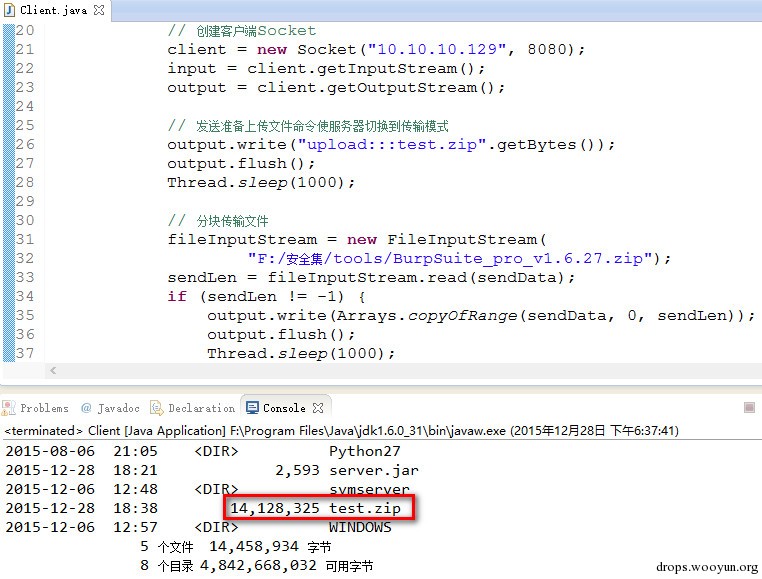 Client.java
20 // 创建客户端Socket
21 client = new Socket("10.10.10.129", 8080);
22 input = client.getInputStream();
23 output = client.getOutputStream();
24
25 // 发送准备上传文件命令使服务器切换到传输模式
26 output.write("upload:::test.zip".getBytes());
27 output.flush();
28 Thread.sleep(1000);
29
30 // 分块传输文件
31 fileInputStream = new FileInputStream(
32 "F:/安全集/tools/BurpSuite_pro_v1.6.27.zip");
33 sendLen = fileInputStream.read(sendData);
34 if (sendLen != -1) {
35 output.write(Arrays.copyOfRange(sendData, 0, sendLen));
36 output.flush();
37 Thread.sleep(1000);
Problems @ Javadoc Declaration Console
<terminated> Client [Java Application] F:\Program Files\Java\jdk1.6.0_31\bin\javaw.exe (2015年12月28日 下午6:37:41)
2015-08-06 21:05 <DIR> Python27
2015-12-28 18:21 2,593 server.jar
2015-12-06 12:48 <DIR> symserver
2015-12-28 18:38 14,128,325 test.zip
2015-12-06 12:57 <DIR> WINDOWS
5 个文件 14,458,934 字节
8 个目录 4,842,668,032 可用字节
drops.wooyun.org